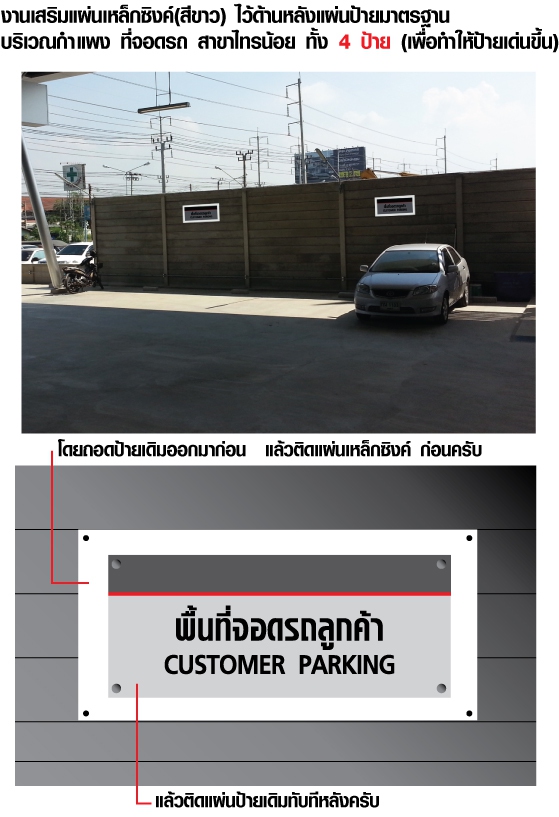 งานเสริมแผ่นเหล็กซิงค์(สีขาว) ไว้ด้านหลังแผ่นป้ายมาตรฐาน
บริเวณกำแพง ที่จอดรถ สาขาไทรน้อย ทั้ง 4 ป้าย (เพื่อทำให้ป้ายเด่นขึ้น)
โดยถอดป้ายเดิมออกมาก่อน แล้วติดแผ่นเหล็กซิงค์ ก่อนครับ
พื้นที่จอดรถลูกค้า
CUSTOMER PARKING
แล้วติดแผ่นป้ายเดิมทับทีหลังครับ